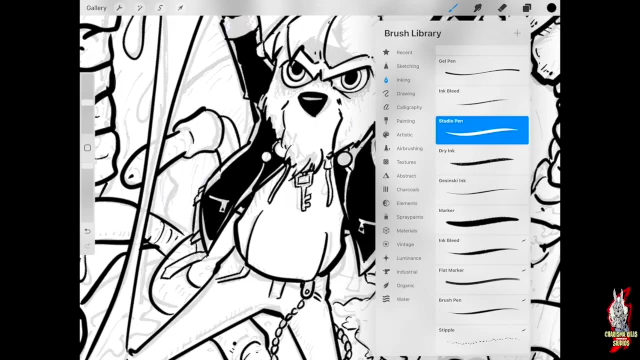 Gallery
Brush Library
Recent
Sketching
Inking
Drawing
Calligraphy
Painting
Artistic
Airbrushing
Textures
Abstract
Charcoals
Elements
Spraypaints
Materials
Vintage
Luminance
Industrial
Organic
Water
Gel Pen
Ink Bleed
Studio Pen
Dry Ink
Gesinski Ink
Marker
Ink Bleed
Flat Marker
Brush Pen
Stipple
STUDIOS